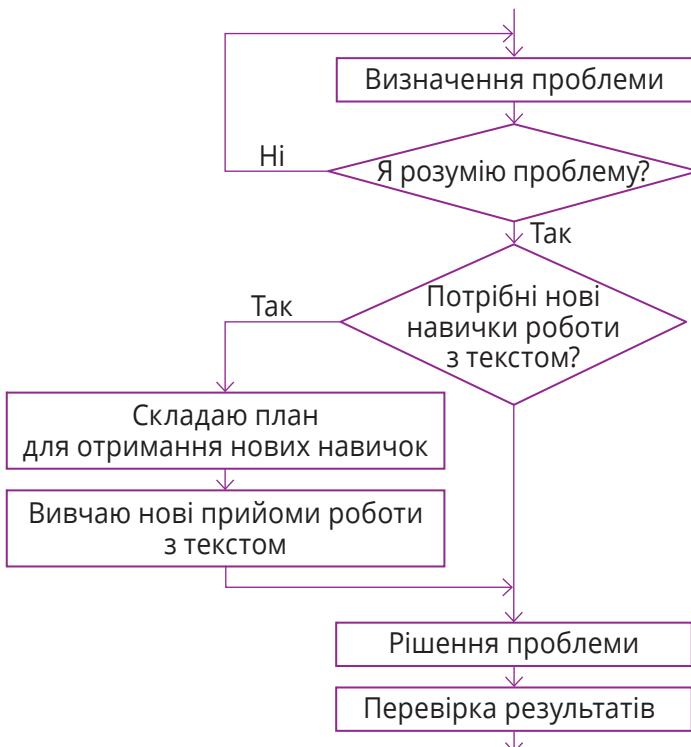 Визначення проблеми
Ні
Я розумію проблему?
Так
Потрібні нові
навички роботи
з текстом?
Так
Складаю план
для отримання нових навичок
Вивчаю нові прийоми роботи
з текстом
Рішення проблеми
Перевірка результатів